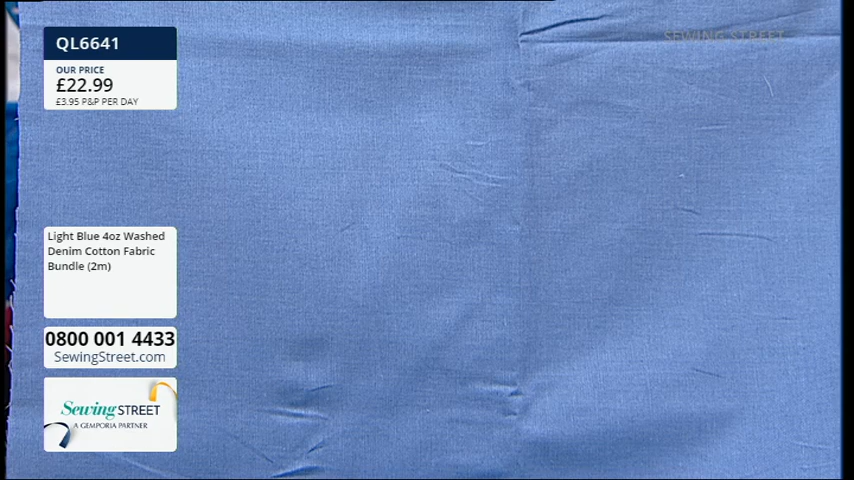 QL6641
OUR PRICE
£22.99
£3.95 P&P PER DAY
SEWING STREET
Light Blue 4oz Washed
Denim Cotton Fabric
Bundle (2m)
0800 001 4433
SewingStreet.com
Sewing STREET
A GEMPORIA PARTNER